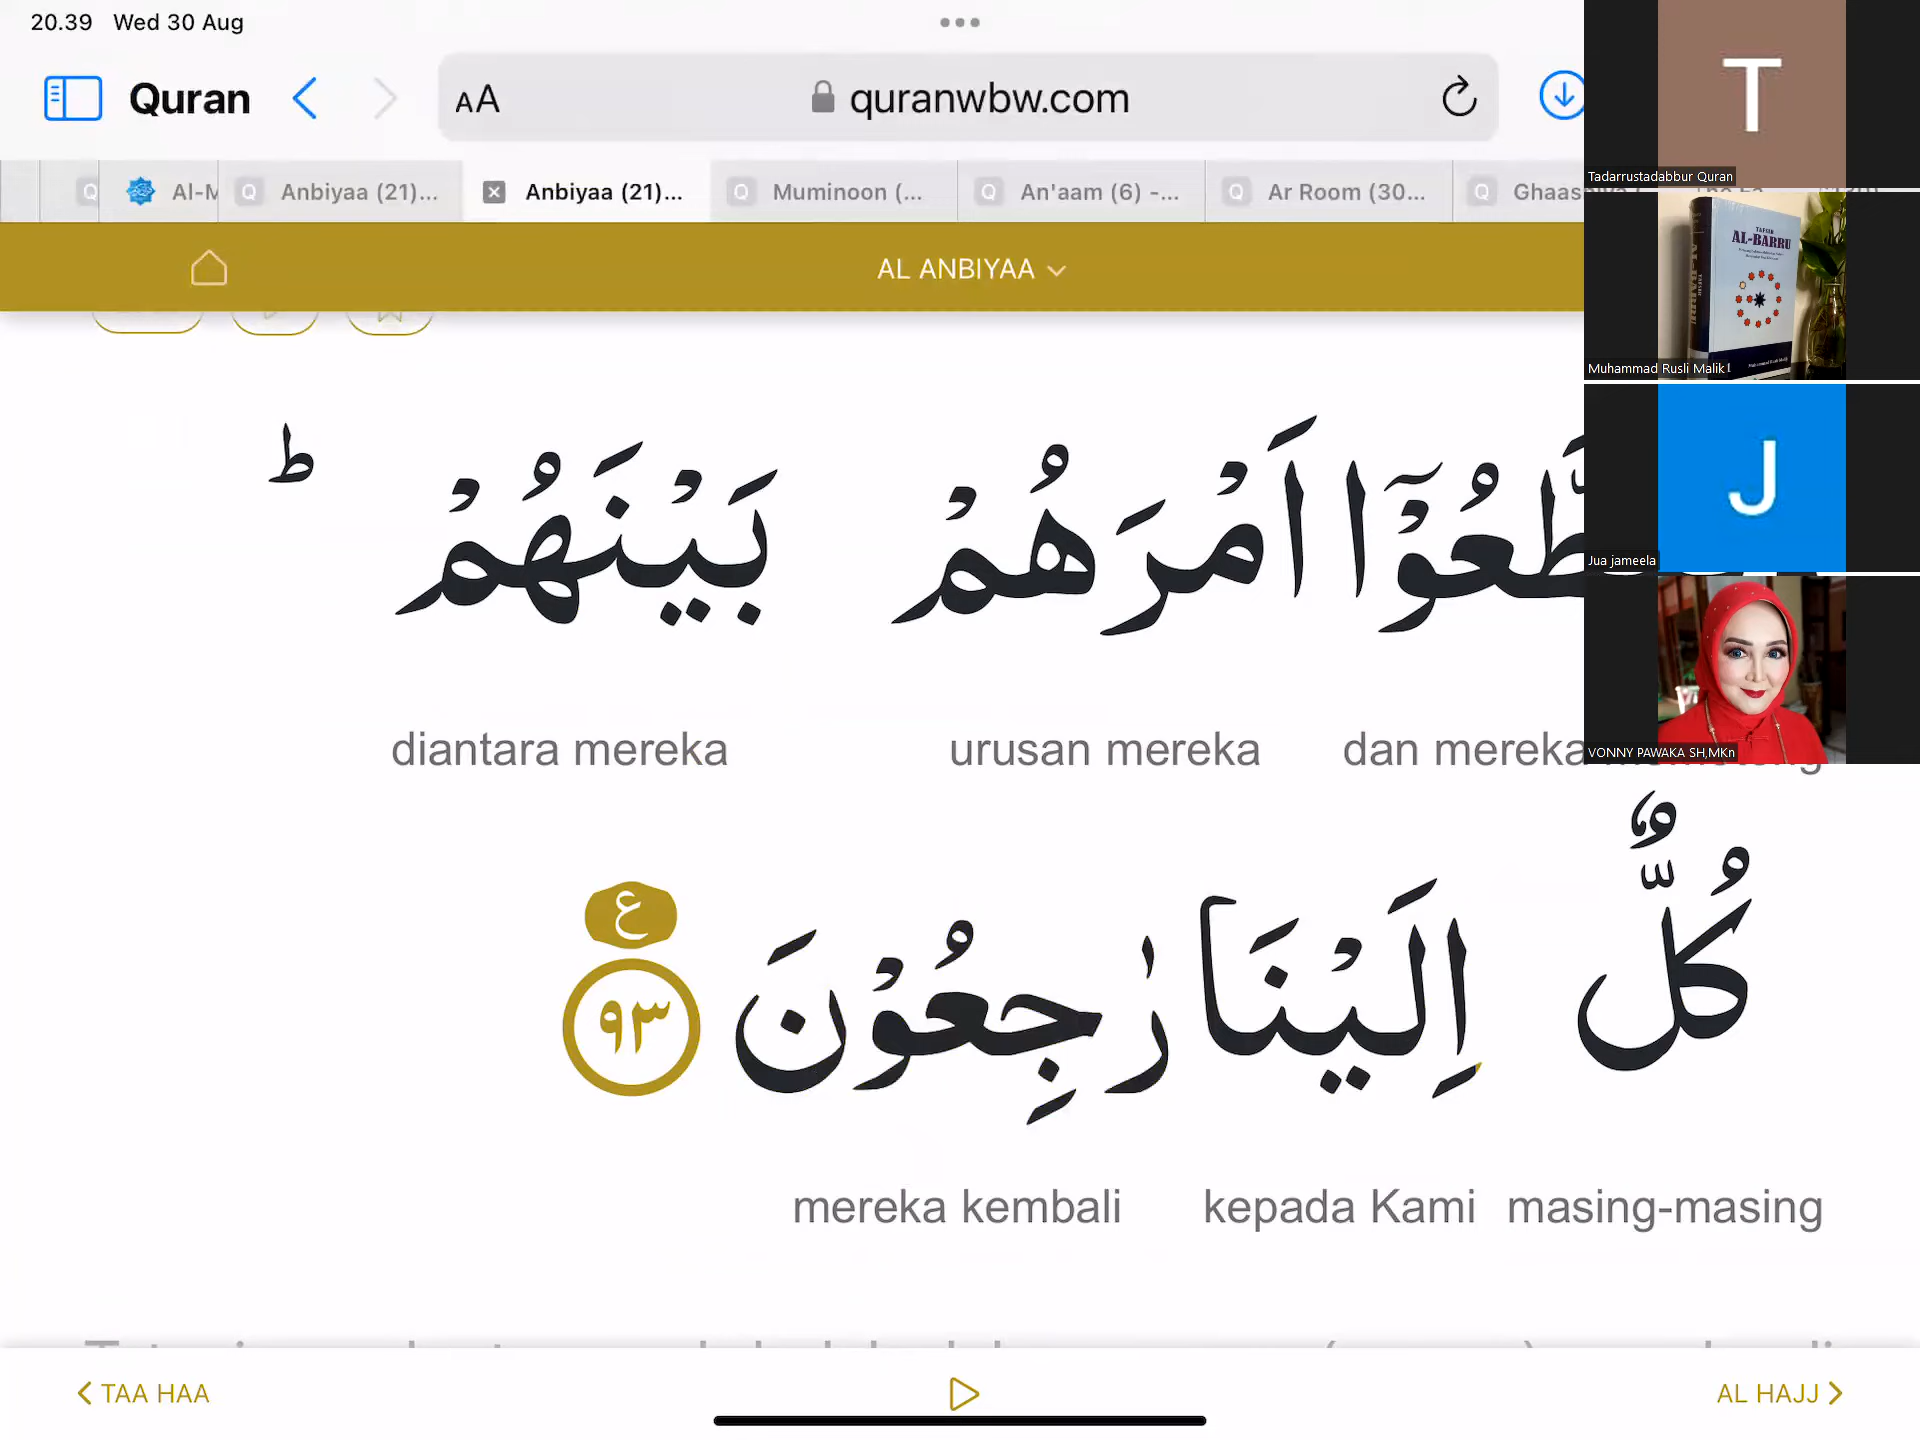 20.39 Wed 30 Aug
Quran
AA
quranwbw.com
Al-M
Anbiyaa (21)...
Anbiyaa (21)...
Muminoon (...
An'aam (6) -...
Ar Room (30...
Ghaas
AL ANBIYAA
اَمْرَهُمْ بَيْنَهُمْ ؕ
dan mereka urusan mereka diantara mereka
كُلٌّ اِلَيْنَا رٰجِعُوْنَ ٩٣
ع
masing-masing kepada Kami mereka kembali
TAA HAA
AL HAJJ
T
Tadarrustadabbur Quran
TAFSIR
AL-BARRU
Muhammad Rusli Malik
J
Jua jameela
VONNY PAWAKA SH,MKn